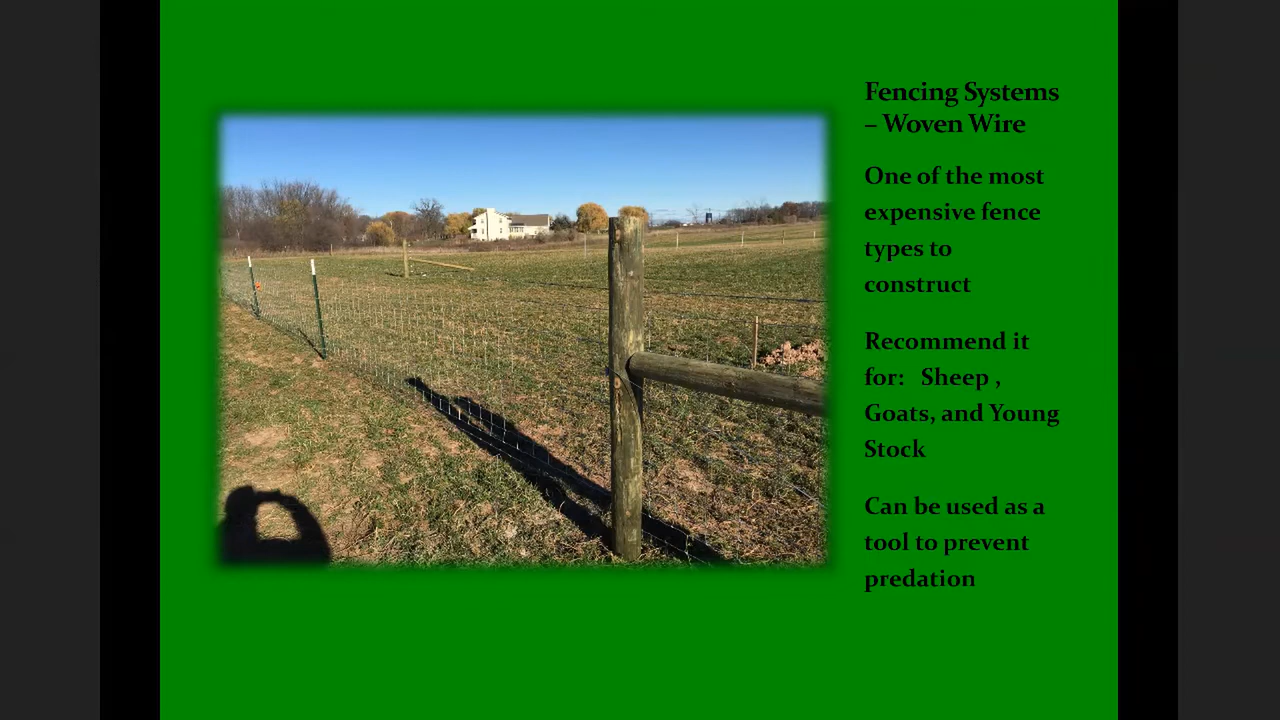 Fencing Systems
– Woven Wire
One of the most
expensive fence
types to
construct
Recommend it
for:   Sheep ,
Goats, and Young
Stock
Can be used as a
tool to prevent
predation